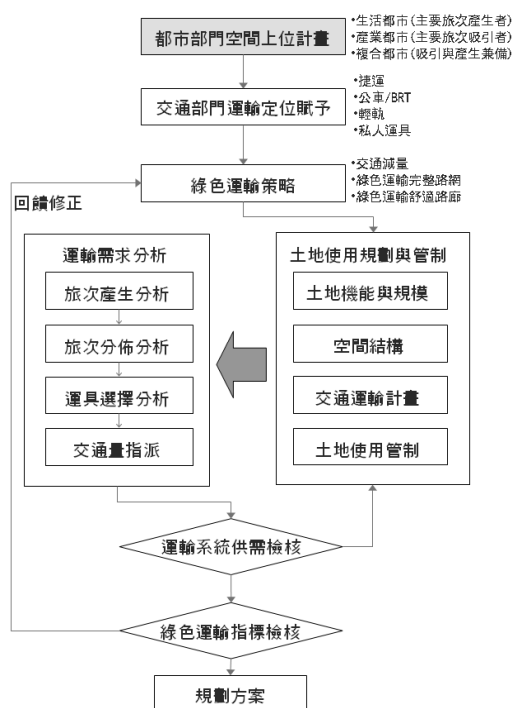 都市部門空間上位計畫
•生活都市(主要旅次產生者)
•產業都市(主要旅次吸引者)
•複合都市(吸引與產生兼備)
交通部門運輸定位賦予
•捷運
•公車/BRT
•輕軌
•私人運具
綠色運輸策略
•交通減量
•綠色運輸完整路網
•綠色運輸舒適路廊
回饋修正
運輸需求分析
旅次產生分析
旅次分佈分析
運具選擇分析
交通量指派
土地使用規劃與管制
土地機能與規模
空間結構
交通運輸計畫
土地使用管制
運輸系統供需檢核
綠色運輸指標檢核
規劃方案